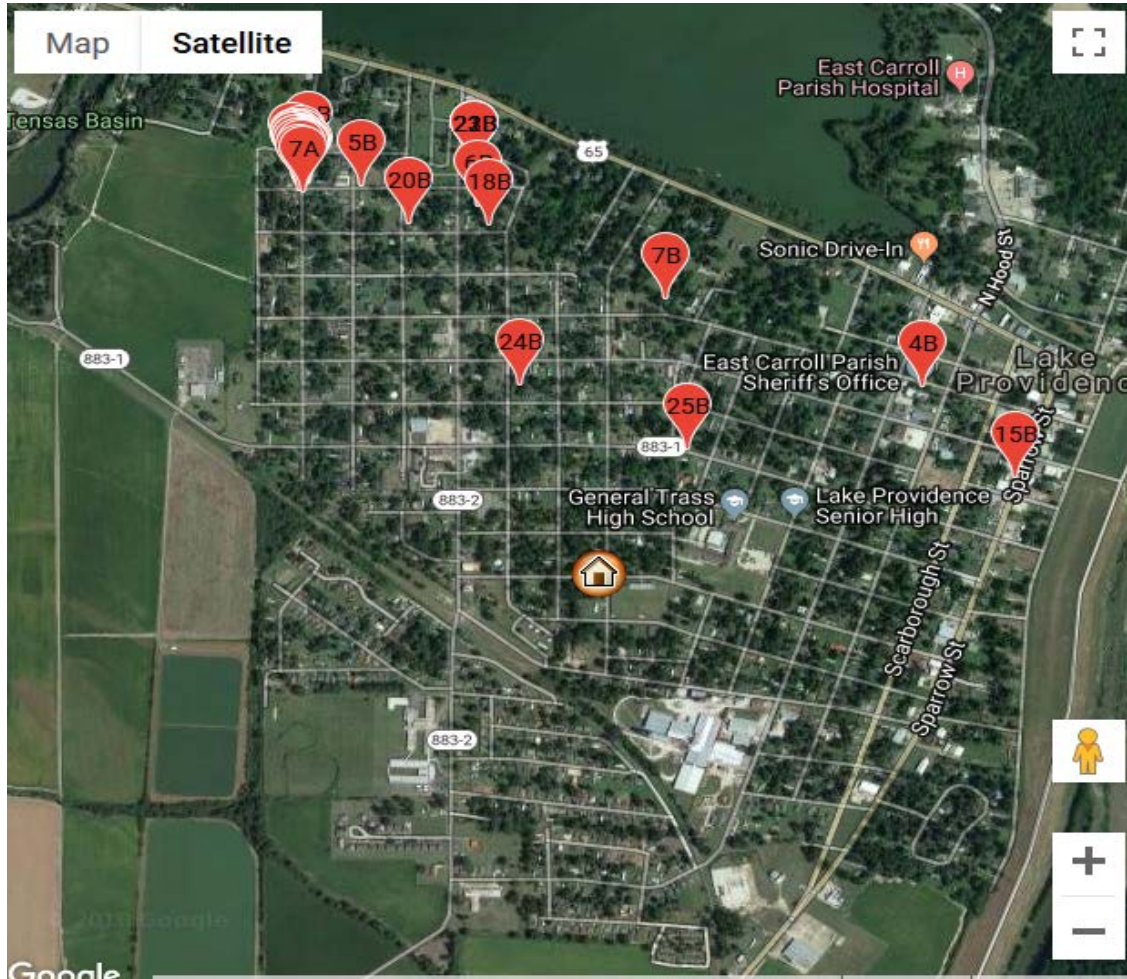 Map
Satellite
East Carroll
Parish Hospital
H
Tensas Basin
7A
5B
20B
18B
65
Sonic Drive-In
N Hood St
7B
24B
4B
883-1
East Carroll Parish
Sheriff's Office
Lake
Providenc
25B
15B
883-1
Sparrow St
883-2
General Trass
High School
Lake Providence
Senior High
Scarborough St
Sparrow St
883-2
Google